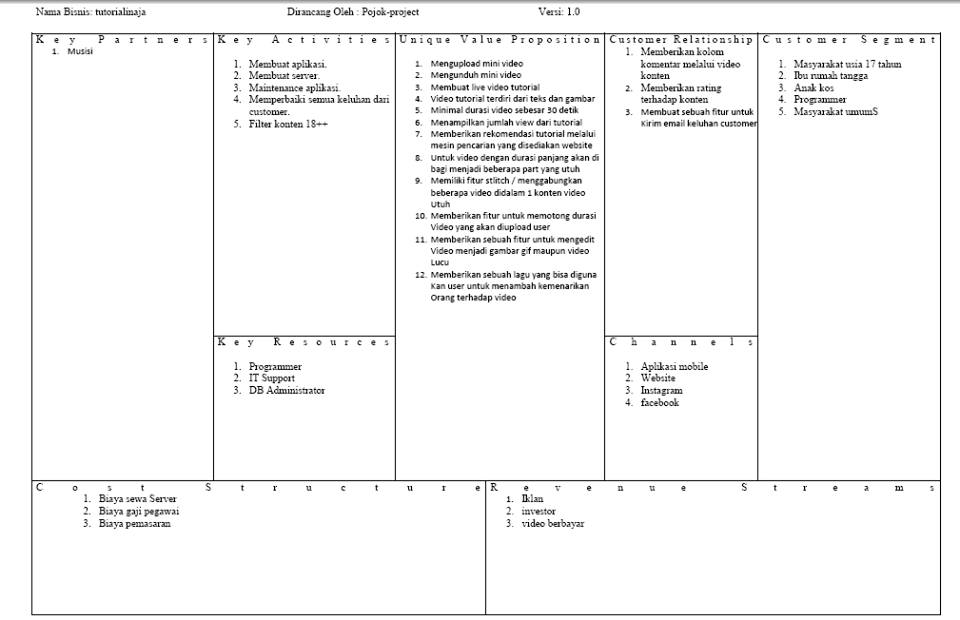 Nama Bisnis: tutorialinaja Dirancang Oleh : Pojok-project Versi: 1.0
Key Partners
1. Musisi
Key Activities
1. Membuat aplikasi.
2. Membuat server.
3. Maintenance aplikasi.
4. Memperbaiki semua keluhan dari
customer.
5. Filter konten 18++
Key Resources
1. Programmer
2. IT Support
3. DB Administrator
Unique Value Proposition
1. Mengupload mini video
2. Mengunduh mini video
3. Membuat live video tutorial
4. Video tutorial terdiri dari teks dan gambar
5. Minimal durasi video sebesar 30 detik
6. Menampilkan jumlah view dari tutorial
7. Memberikan rekomendasi tutorial melalui
mesin pencarian yang disediakan website
8. Untuk video dengan durasi panjang akan di
bagi menjadi beberapa part yang utuh
9. Memiliki fitur stlitch / menggabungkan
beberapa video didalam 1 konten video
Utuh
10. Memberikan fitur untuk memotong durasi
Video yang akan diupload user
11. Memberikan sebuah fitur untuk mengedit
Video menjadi gambar gif maupun video
Lucu
12. Memberikan sebuah lagu yang bisa diguna
Kan user untuk menambah kemenarikan
Orang terhadap video
Customer Relationship
1. Memberikan kolom
komentar melalui video
konten
2. Memberikan rating
terhadap konten
3. Membuat sebuah fitur untuk
Kirim email keluhan customer
Channels
1. Aplikasi mobile
2. Website
3. Instagram
4. facebook
Customer Segment
1. Masyarakat usia 17 tahun
2. Ibu rumah tangga
3. Anak kos
4. Programmer
5. Masyarakat umumS
Cost Structure
1. Biaya sewa Server
2. Biaya gaji pegawai
3. Biaya pemasaran
Revenue Streams
1. Iklan
2. investor
3. video berbayar